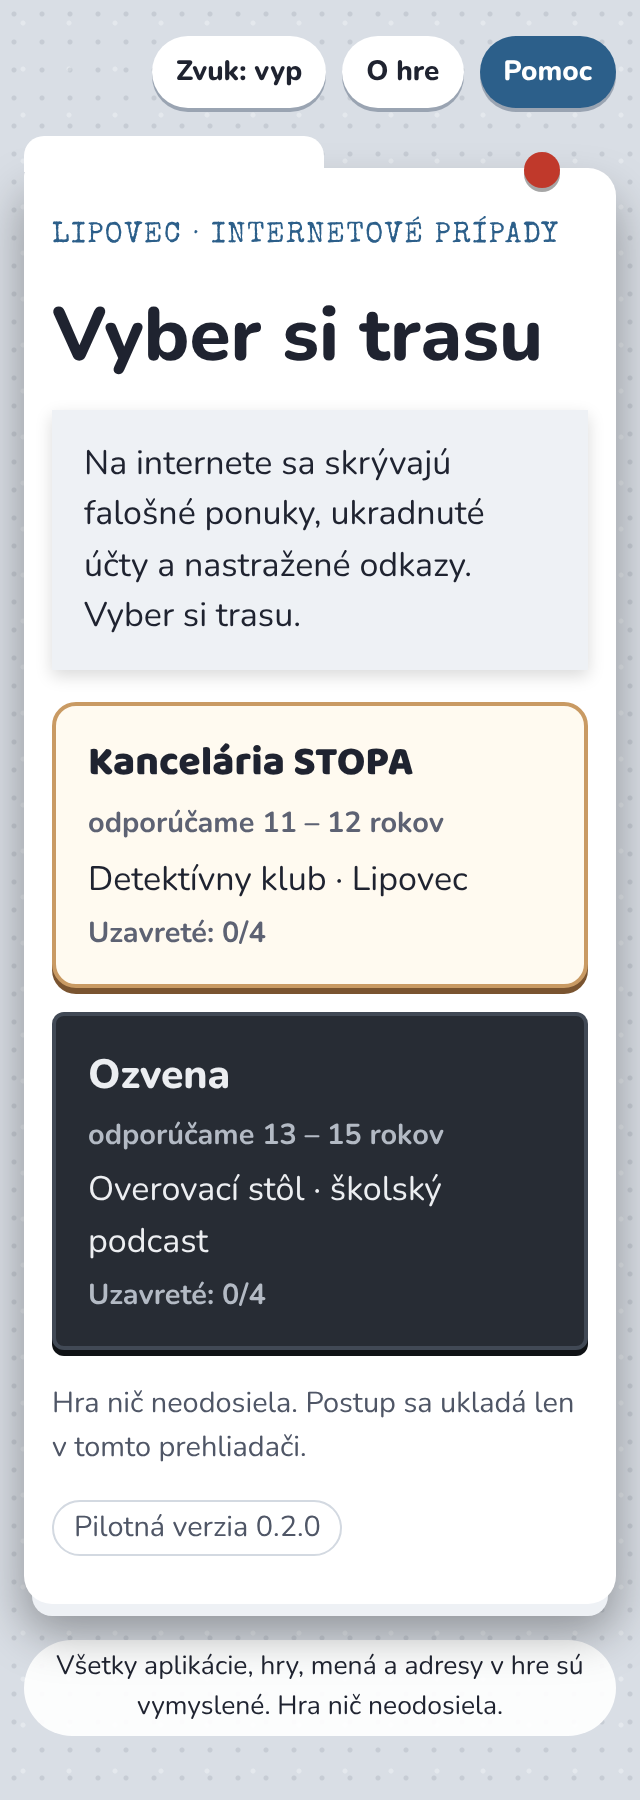 Zvuk: vyp
O hre
Pomoc
LIPOVEC · INTERNETOVÉ PRÍPADY
Vyber si trasu
Na internete sa skrývajú
falošné ponuky, ukradnuté
účty a nastražené odkazy.
Vyber si trasu.
Kancelária STOPA
odporúčame 11 – 12 rokov
Detektívny klub · Lipovec
Uzavreté: 0/4
Ozvena
odporúčame 13 – 15 rokov
Overovací stôl · školský
podcast
Uzavreté: 0/4
Hra nič neodosiela. Postup sa ukladá len
v tomto prehliadači.
Pilotná verzia 0.2.0
Všetky aplikácie, hry, mená a adresy v hre sú
vymyslené. Hra nič neodosiela.